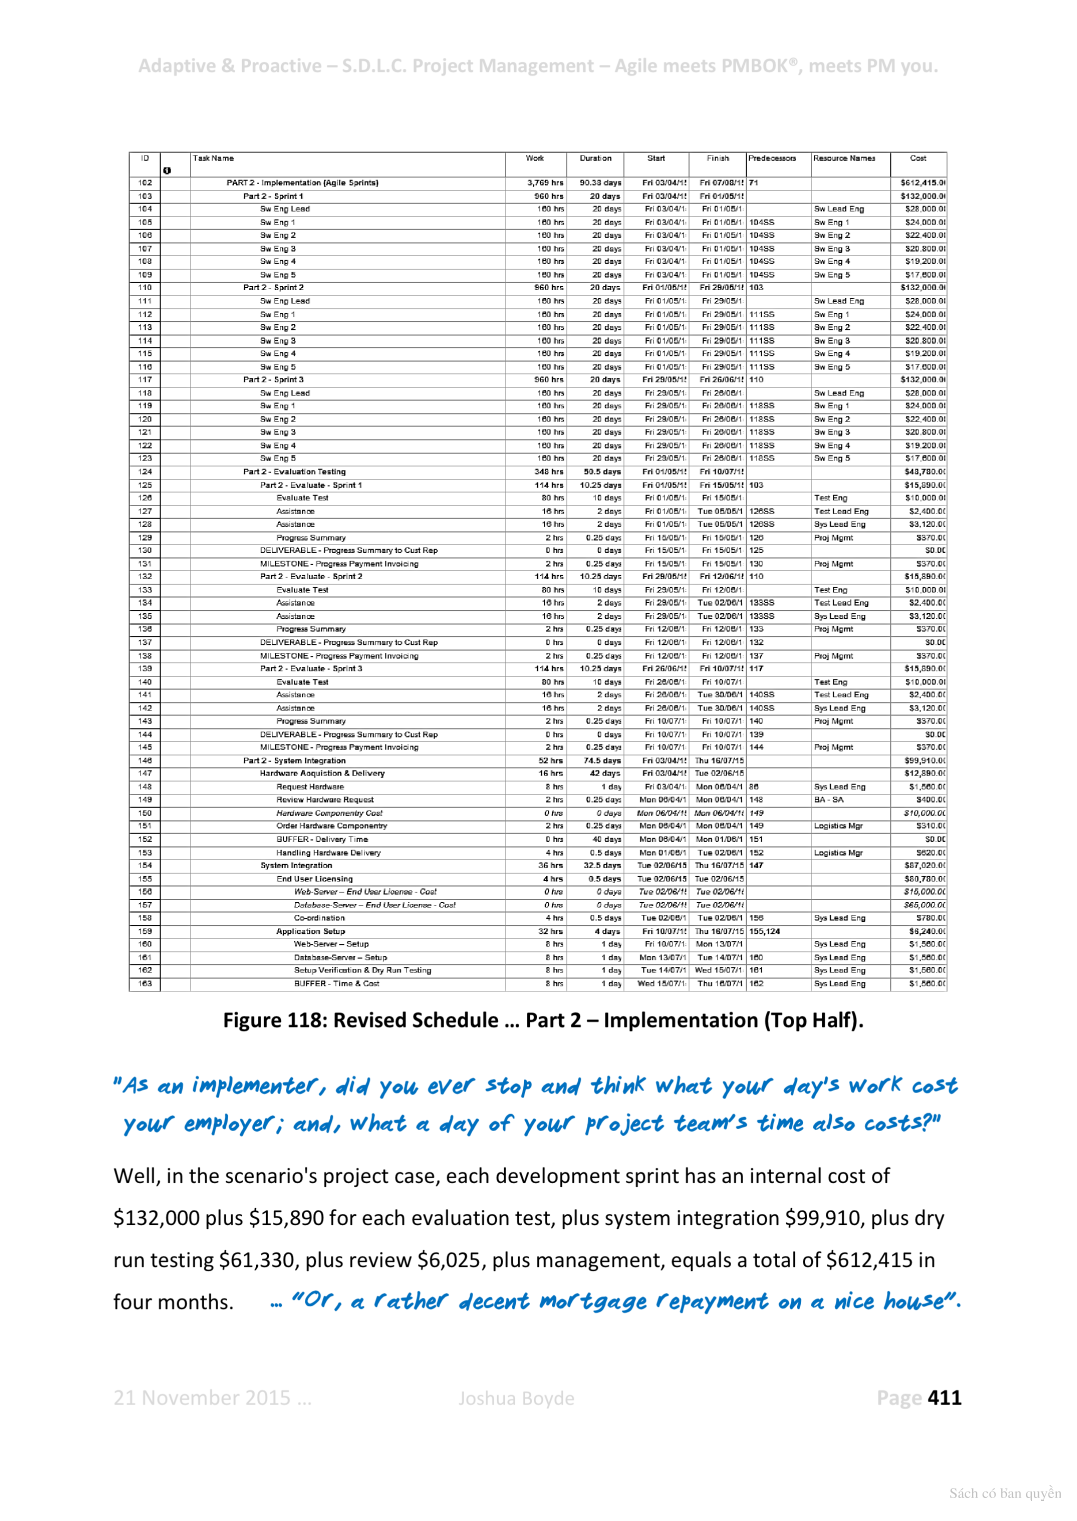 Adaptive & Proactive – S.D.L.C. Project Management – Agile meets PMBOK®, meets PM you.
ID Task Name Work Duration Start Finish Predecessors Resource Names Cost
102 PART 2 - Implementation (Agile Sprints) 3,769 hrs 90.38 days Fri 03/04/1 Fri 07/08/1 71 $612,415.0
103 Part 2 - Sprint 1 960 hrs 20 days Fri 03/04/1 Fri 01/05/1 $132,000.0
104 Sw Eng Lead 160 hrs 20 days Fri 03/04/1 Fri 01/05/1 Sw Lead Eng $28,000.0
105 Sw Eng 1 160 hrs 20 days Fri 03/04/1 Fri 01/05/1 104SS Sw Eng 1 $24,000.0
106 Sw Eng 2 160 hrs 20 days Fri 03/04/1 Fri 01/05/1 104SS Sw Eng 2 $22,400.0
107 Sw Eng 3 160 hrs 20 days Fri 03/04/1 Fri 01/05/1 104SS Sw Eng 3 $20,800.0
108 Sw Eng 4 160 hrs 20 days Fri 03/04/1 Fri 01/05/1 104SS Sw Eng 4 $19,200.0
109 Sw Eng 5 160 hrs 20 days Fri 03/04/1 Fri 01/05/1 104SS Sw Eng 5 $17,600.0
110 Part 2 - Sprint 2 960 hrs 20 days Fri 01/05/1 Fri 29/05/1 103 $132,000.0
111 Sw Eng Lead 160 hrs 20 days Fri 01/05/1 Fri 29/05/1 Sw Lead Eng $28,000.0
112 Sw Eng 1 160 hrs 20 days Fri 01/05/1 Fri 29/05/1 111SS Sw Eng 1 $24,000.0
113 Sw Eng 2 160 hrs 20 days Fri 01/05/1 Fri 29/05/1 111SS Sw Eng 2 $22,400.0
114 Sw Eng 3 160 hrs 20 days Fri 01/05/1 Fri 29/05/1 111SS Sw Eng 3 $20,800.0
115 Sw Eng 4 160 hrs 20 days Fri 01/05/1 Fri 29/05/1 111SS Sw Eng 4 $19,200.0
116 Sw Eng 5 160 hrs 20 days Fri 01/05/1 Fri 29/05/1 111SS Sw Eng 5 $17,600.0
117 Part 2 - Sprint 3 960 hrs 20 days Fri 29/05/1 Fri 26/06/1 110 $132,000.0
118 Sw Eng Lead 160 hrs 20 days Fri 29/05/1 Fri 26/06/1 Sw Lead Eng $28,000.0
119 Sw Eng 1 160 hrs 20 days Fri 29/05/1 Fri 26/06/1 118SS Sw Eng 1 $24,000.0
120 Sw Eng 2 160 hrs 20 days Fri 29/05/1 Fri 26/06/1 118SS Sw Eng 2 $22,400.0
121 Sw Eng 3 160 hrs 20 days Fri 29/05/1 Fri 26/06/1 118SS Sw Eng 3 $20,800.0
122 Sw Eng 4 160 hrs 20 days Fri 29/05/1 Fri 26/06/1 118SS Sw Eng 4 $19,200.0
123 Sw Eng 5 160 hrs 20 days Fri 29/05/1 Fri 26/06/1 118SS Sw Eng 5 $17,600.0
124 Part 2 - Evaluation Testing 348 hrs 50.5 days Fri 01/05/1 Fri 10/07/1 $48,780.0
125 Part 2 - Evaluate - Sprint 1 114 hrs 10.25 days Fri 01/05/1 Fri 15/05/1 103 $15,890.0
126 Evaluate Test 80 hrs 10 days Fri 01/05/1 Fri 15/05/1 Test Eng $10,000.0
127 Assistance 16 hrs 2 days Fri 01/05/1 Tue 05/05/1 126SS Test Lead Eng $2,400.0
128 Assistance 16 hrs 2 days Fri 01/05/1 Tue 05/05/1 126SS Sys Lead Eng $3,120.0
129 Progress Summary 2 hrs 0.25 days Fri 15/05/1 Fri 15/05/1 126 Proj Mgmt $370.0
130 DELIVERABLE - Progress Summary to Cust Rep 0 hrs 0 days Fri 15/05/1 Fri 15/05/1 125 $0.0
131 MILESTONE - Progress Payment Invoicing 2 hrs 0.25 days Fri 15/05/1 Fri 15/05/1 130 Proj Mgmt $370.0
132 Part 2 - Evaluate - Sprint 2 114 hrs 10.25 days Fri 29/05/1 Fri 12/06/1 110 $15,890.0
133 Evaluate Test 80 hrs 10 days Fri 29/05/1 Fri 12/06/1 Test Eng $10,000.0
134 Assistance 16 hrs 2 days Fri 29/05/1 Tue 02/06/1 133SS Test Lead Eng $2,400.0
135 Assistance 16 hrs 2 days Fri 29/05/1 Tue 02/06/1 133SS Sys Lead Eng $3,120.0
136 Progress Summary 2 hrs 0.25 days Fri 12/06/1 Fri 12/06/1 133 Proj Mgmt $370.0
137 DELIVERABLE - Progress Summary to Cust Rep 0 hrs 0 days Fri 12/06/1 Fri 12/06/1 132 $0.0
138 MILESTONE - Progress Payment Invoicing 2 hrs 0.25 days Fri 12/06/1 Fri 12/06/1 137 Proj Mgmt $370.0
139 Part 2 - Evaluate - Sprint 3 114 hrs 10.25 days Fri 26/06/1 Fri 10/07/1 117 $15,890.0
140 Evaluate Test 80 hrs 10 days Fri 26/06/1 Fri 10/07/1 Test Eng $10,000.0
141 Assistance 16 hrs 2 days Fri 26/06/1 Tue 30/06/1 140SS Test Lead Eng $2,400.0
142 Assistance 16 hrs 2 days Fri 26/06/1 Tue 30/06/1 140SS Sys Lead Eng $3,120.0
143 Progress Summary 2 hrs 0.25 days Fri 10/07/1 Fri 10/07/1 140 Proj Mgmt $370.0
144 DELIVERABLE - Progress Summary to Cust Rep 0 hrs 0 days Fri 10/07/1 Fri 10/07/1 139 $0.0
145 MILESTONE - Progress Payment Invoicing 2 hrs 0.25 days Fri 10/07/1 Fri 10/07/1 144 Proj Mgmt $370.0
146 Part 2 - System Integration 52 hrs 74.5 days Fri 03/04/1 Thu 16/07/15 $99,910.0
147 Hardware Acquistion & Delivery 16 hrs 42 days Fri 03/04/1 Tue 02/06/15 $12,890.0
148 Request Hardware 8 hrs 1 day Fri 03/04/1 Mon 06/04/1 86 Sys Lead Eng $1,560.0
149 Review Hardware Request 2 hrs 0.25 days Mon 06/04/1 Mon 06/04/1 148 BA - SA $400.0
150 Hardware Componentry Cost 0 hrs 0 days Mon 06/04/1 Mon 06/04/1 149 $10,000.0
151 Order Hardware Componentry 2 hrs 0.25 days Mon 06/04/1 Mon 06/04/1 149 Logistics Mgr $310.0
152 BUFFER - Delivery Time 0 hrs 40 days Mon 06/04/1 Mon 01/06/1 151 $0.0
153 Handling Hardware Delivery 4 hrs 0.5 days Mon 01/06/1 Tue 02/06/1 152 Logistics Mgr $620.0
154 System Integration 36 hrs 32.5 days Tue 02/06/15 Thu 16/07/15 147 $87,020.0
155 End User Licensing 4 hrs 0.5 days Tue 02/06/15 Tue 02/06/15 $80,780.0
156 Web-Server – End User License - Cost 0 hrs 0 days Tue 02/06/1 Tue 02/06/1 $15,000.0
157 Database-Server – End User License - Cost 0 hrs 0 days Tue 02/06/1 Tue 02/06/1 $65,000.0
158 Co-ordination 4 hrs 0.5 days Tue 02/06/1 Tue 02/06/1 156 Sys Lead Eng $780.0
159 Application Setup 32 hrs 4 days Fri 10/07/1 Thu 16/07/15 155,124 $6,240.0
160 Web-Server – Setup 8 hrs 1 day Fri 10/07/1 Mon 13/07/1 Sys Lead Eng $1,560.0
161 Database-Server – Setup 8 hrs 1 day Mon 13/07/1 Tue 14/07/1 160 Sys Lead Eng $1,560.0
162 Setup Verification & Dry Run Testing 8 hrs 1 day Tue 14/07/1 Wed 15/07/1 161 Sys Lead Eng $1,560.0
163 BUFFER - Time & Cost 8 hrs 1 day Wed 15/07/1 Thu 16/07/1 162 Sys Lead Eng $1,560.0
Figure 118: Revised Schedule ... Part 2 – Implementation (Top Half).
"As an implementer, did you ever stop and think what your day's work cost
your employer; and, what a day of your project team's time also costs?"
Well, in the scenario's project case, each development sprint has an internal cost of
$132,000 plus $15,890 for each evaluation test, plus system integration $99,910, plus dry
run testing $61,330, plus review $6,025, plus management, equals a total of $612,415 in
four months. ... "Or, a rather decent mortgage repayment on a nice house".
21 November 2015 ... Joshua Boyde Page 411
Sách có bản quyền